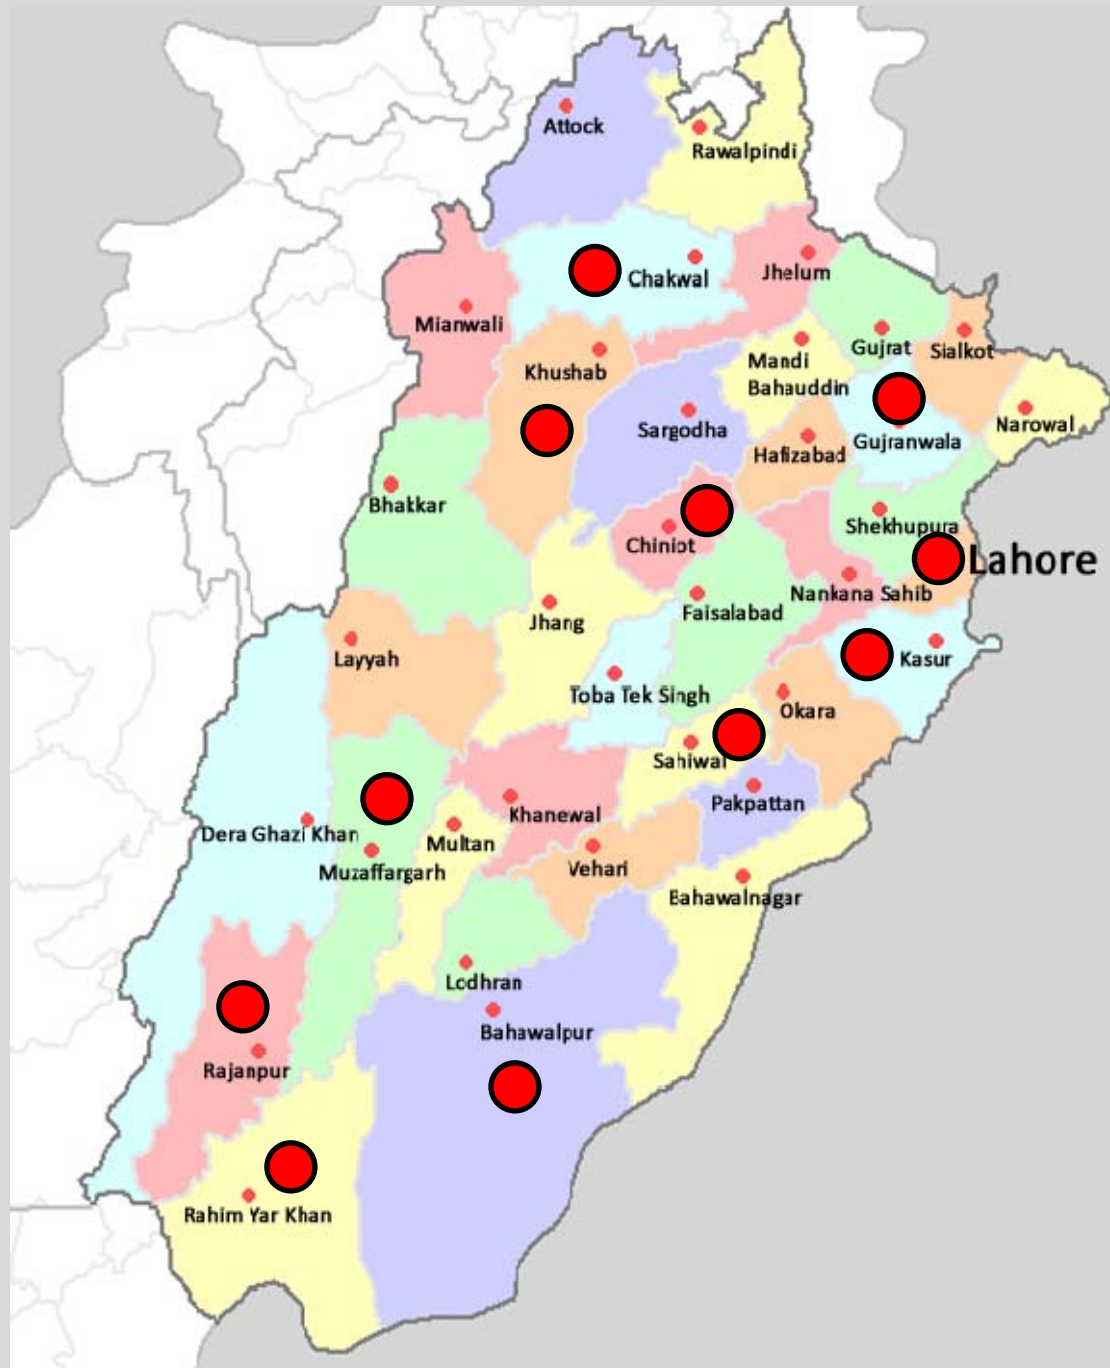 Attock
Rawalpindi
Chakwal
Jhelum
Mianwali
Gujrat
Sialkot
Khushab
Mandi
Bahauddin
Narowal
Sargodha
Gujranwala
Hafizabad
Bhakkar
Shekhupura
Chiniot
Lahore
Nankana Sahib
Faisalabad
Jhang
Layyah
Kasur
Toba Tek Singh
Okara
Sahiwal
Pakpattan
Khanewal
Dera Ghazi Khan
Multan
Muzaffargarh
Vehari
Bahawalnagar
Lodhran
Bahawalpur
Rajanpur
Rahim Yar Khan